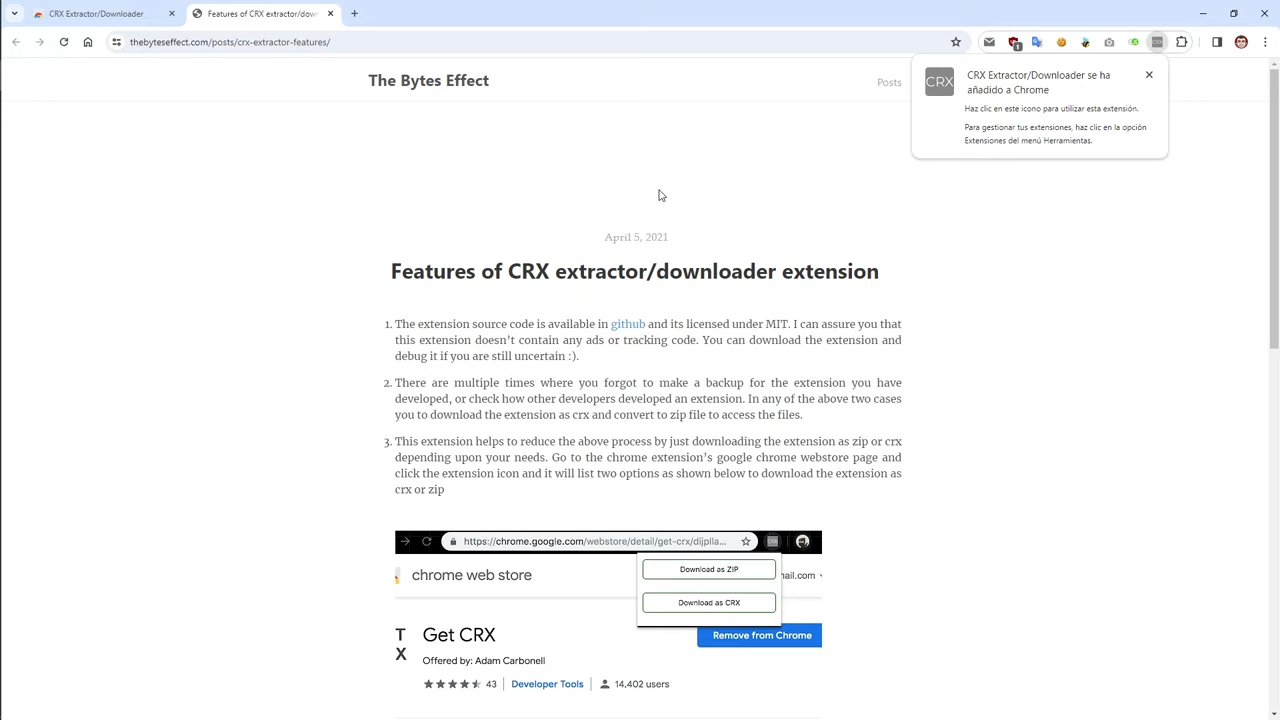 CRX Extractor/Downloader
Features of CRX extractor/dow
thebyteseffect.com/posts/crx-extractor-features/
1
CRX
The Bytes Effect
Posts
CRX
CRX Extractor/Downloader se ha
añadido a Chrome
Haz clic en este icono para utilizar esta extensión.
Para gestionar tus extensiones, haz clic en la opción
Extensiones del menú Herramientas.
April 5, 2021
Features of CRX extractor/downloader extension
1. The extension source code is available in github and its licensed under MIT. I can assure you that
this extension doesn’t contain any ads or tracking code. You can download the extension and
debug it if you are still uncertain :).
2. There are multiple times where you forgot to make a backup for the extension you have
developed, or check how other developers developed an extension. In any of the above two cases
you to download the extension as crx and convert to zip file to access the files.
3. This extension helps to reduce the above process by just downloading the extension as zip or crx
depending upon your needs. Go to the chrome extension’s google chrome webstore page and
click the extension icon and it will list two options as shown below to download the extension as
crx or zip
https://chrome.google.com/webstore/detail/get-crx/dijplla...
CRX
chrome web store
Download as ZIP
nail.com
Download as CRX
T
X
Get CRX
Remove from Chrome
Offered by: Adam Carbonell
43
Developer Tools
14,402 users